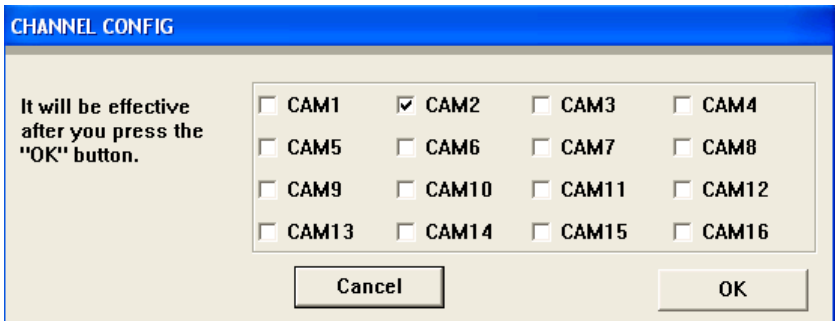 CHANNEL CONFIG
It will be effective
after you press the
"OK" button.
CAM1 CAM2 CAM3 CAM4
CAM5 CAM6 CAM7 CAM8
CAM9 CAM10 CAM11 CAM12
CAM13 CAM14 CAM15 CAM16
Cancel OK